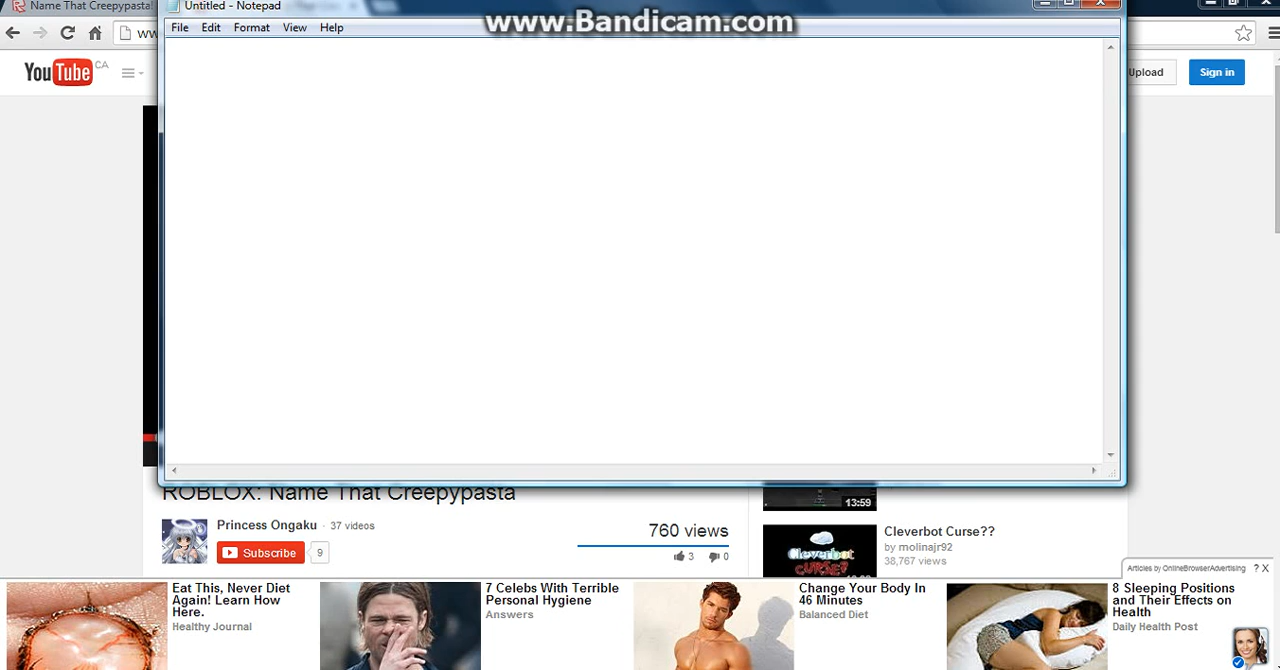 Name That Creepypasta!
Untitled - Notepad
www.Bandicam.com
File Edit Format View Help
ww
YouTube CA
Upload
Sign in
ROBLOX: Name That Creepypasta
Princess Ongaku · 37 videos
Subscribe 9
760 views
3 0
13:59
Cleverbot CURSE?
Cleverbot Curse??
by molinajr92
38,767 views
Articles by OnlineBrowserAdvertising ? X
Eat This, Never Diet
Again! Learn How
Here.
Healthy Journal
7 Celebs With Terrible
Personal Hygiene
Answers
Change Your Body In
46 Minutes
Balanced Diet
8 Sleeping Positions
and Their Effects on
Health
Daily Health Post